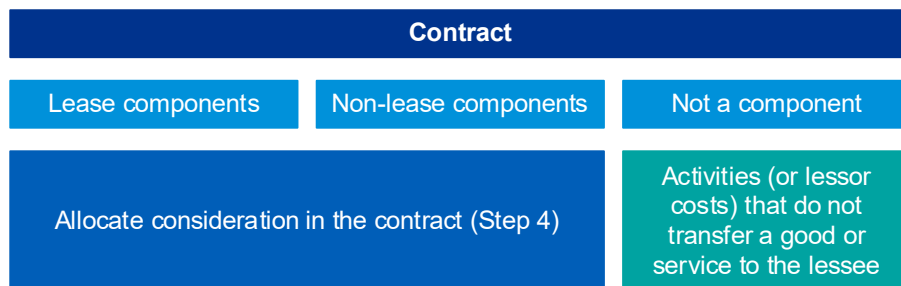 Contract
Lease components
Non-lease components
Not a component
Allocate consideration in the contract (Step 4)
Activities (or lessor
costs) that do not
transfer a good or
service to the lessee